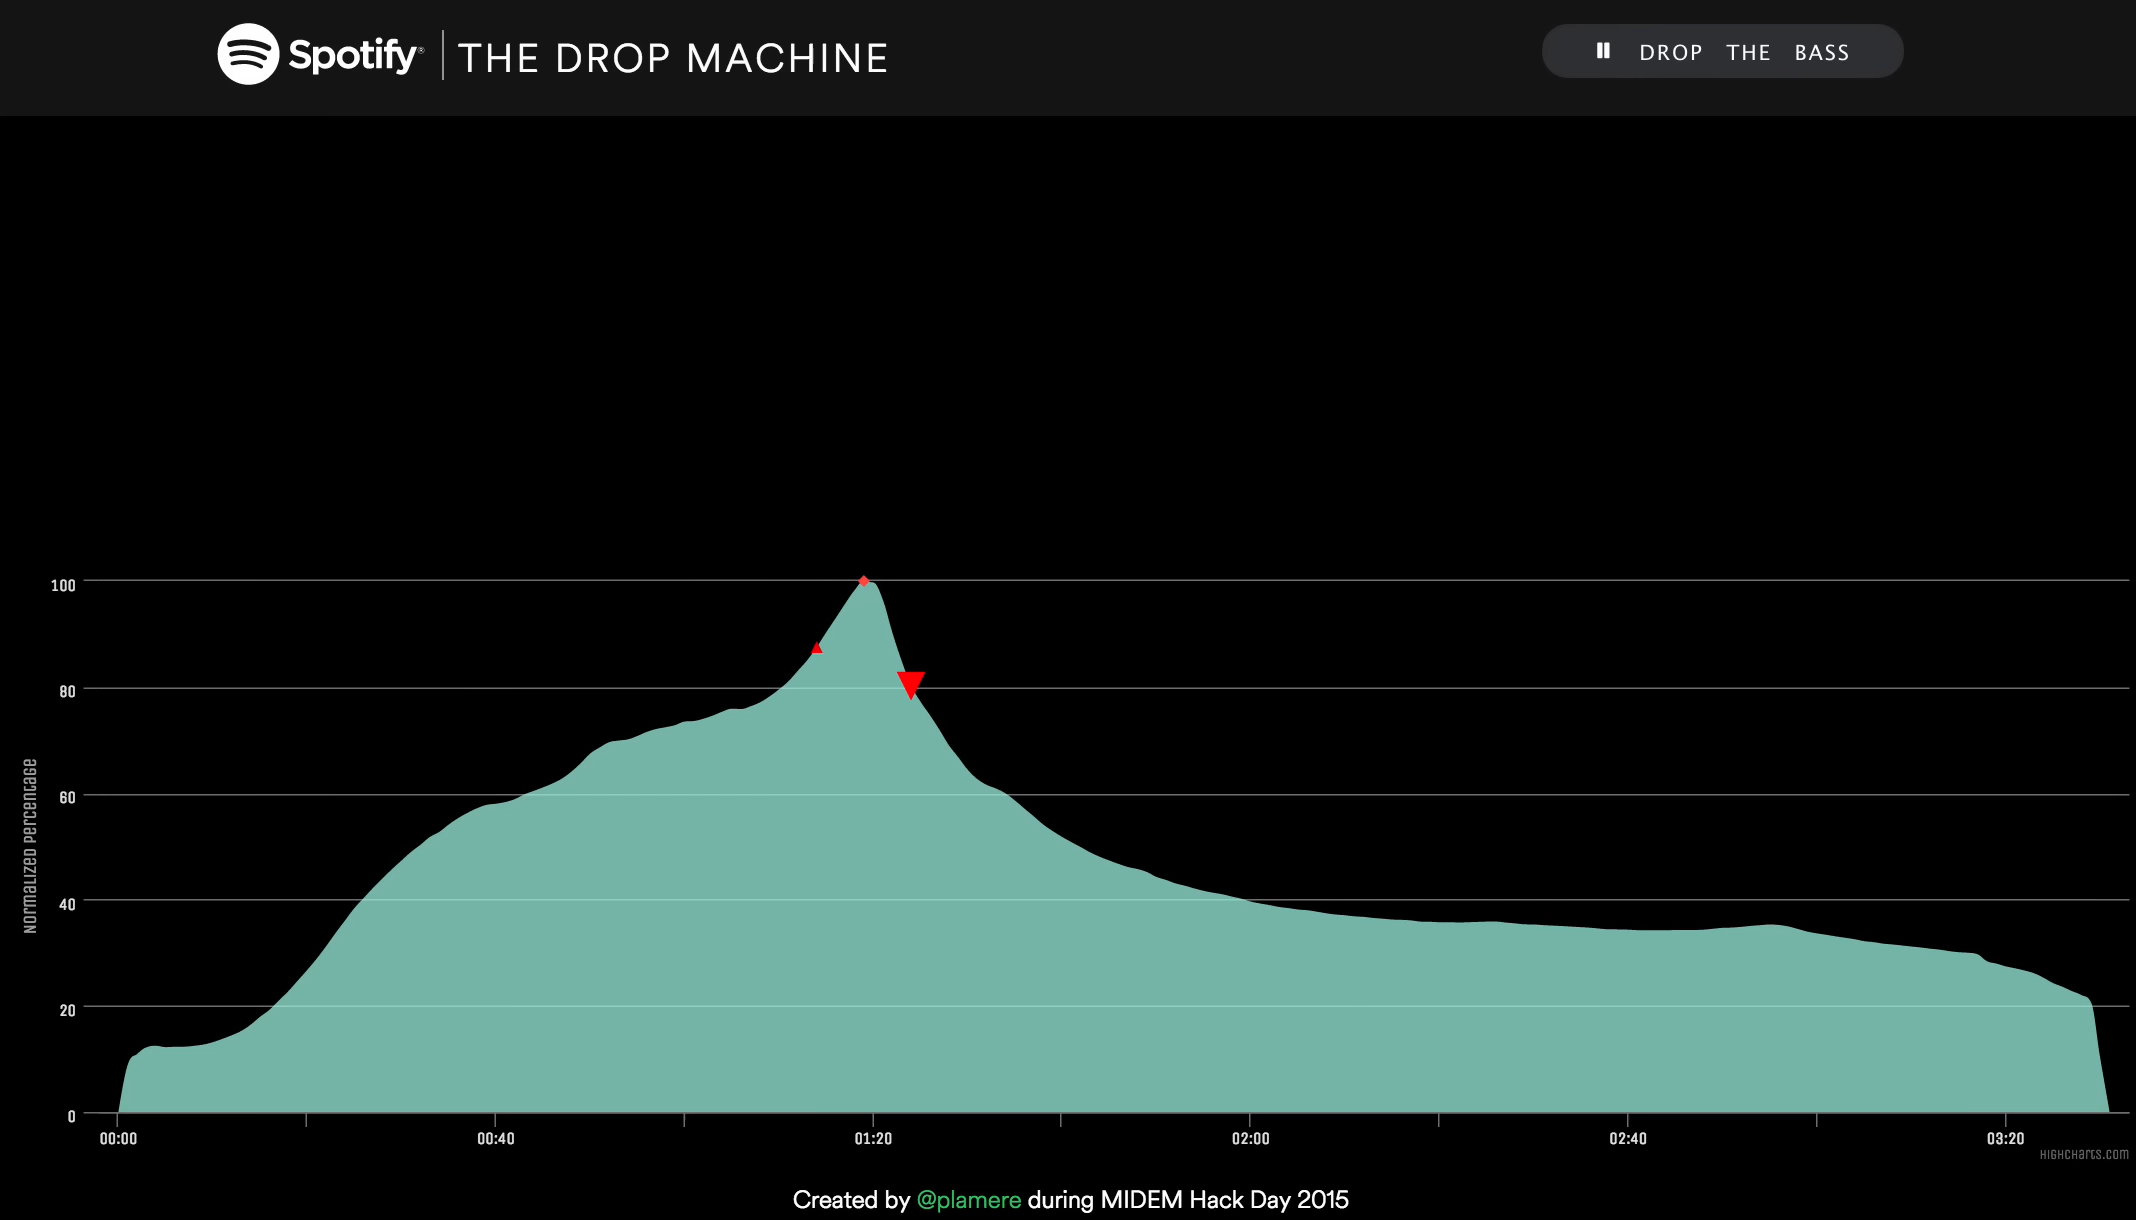 Spotify® THE DROP MACHINE
DROP THE BASS
100
80
60
40
20
0
Normalized Percentage
00:00 00:40 01:20 02:00 02:40 03:20
Highcharts.com
Created by @plamere during MIDEM Hack Day 2015